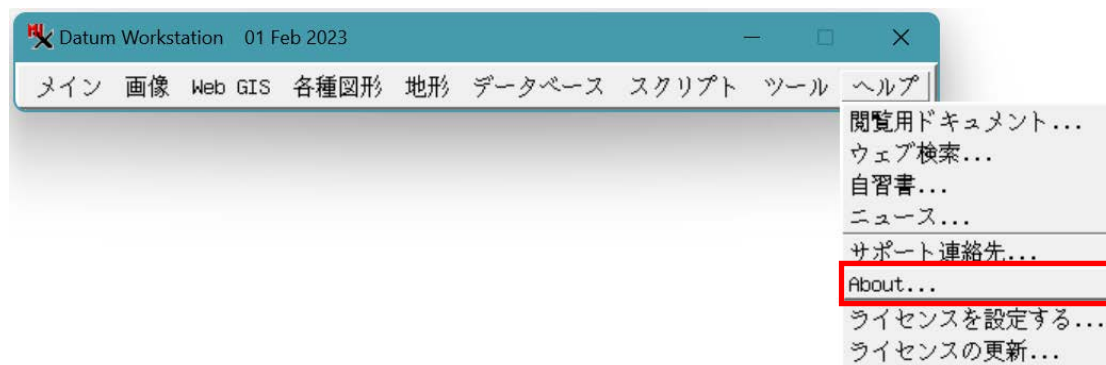 Datum Workstation 01 Feb 2023
メイン 画像 Web GIS 各種図形 地形 データベース スクリプト ツール ヘルプ
閲覧用ドキュメント...
ウェブ検索...
自習書...
ニュース...
サポート連絡先...
About...
ライセンスを設定する...
ライセンスの更新...